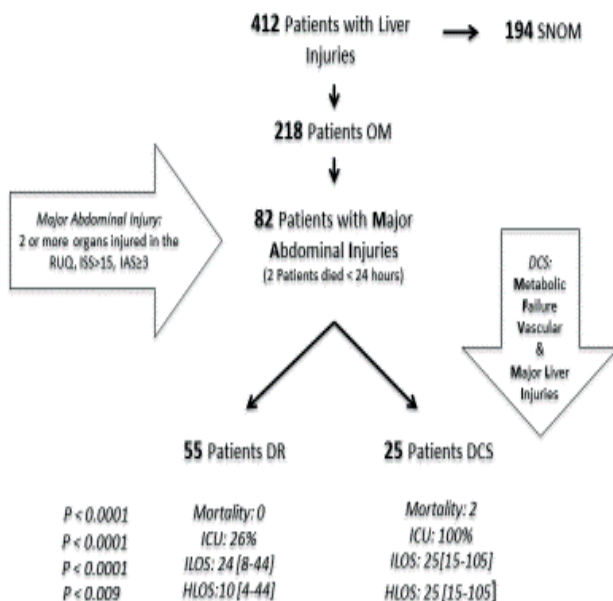 412 Patients with Liver
Injuries
194 SNOM
218 Patients OM
Major Abdominal Injury:
2 or more organs injured in the
RUQ, ISS>15, IAS≥3
82 Patients with Major
Abdominal Injuries
(2 Patients died < 24 hours)
DCS:
Metabolic
Failure
Vascular
&
Major Liver
Injuries
55 Patients DR
25 Patients DCS
P < 0.0001
P < 0.0001
P < 0.0001
P < 0.009
Mortality: 0
ICU: 26%
ILOS: 24 [8-44]
HLOS:10 [4-44]
Mortality: 2
ICU: 100%
ILOS: 25[15-105]
HLOS: 25 [15-105]